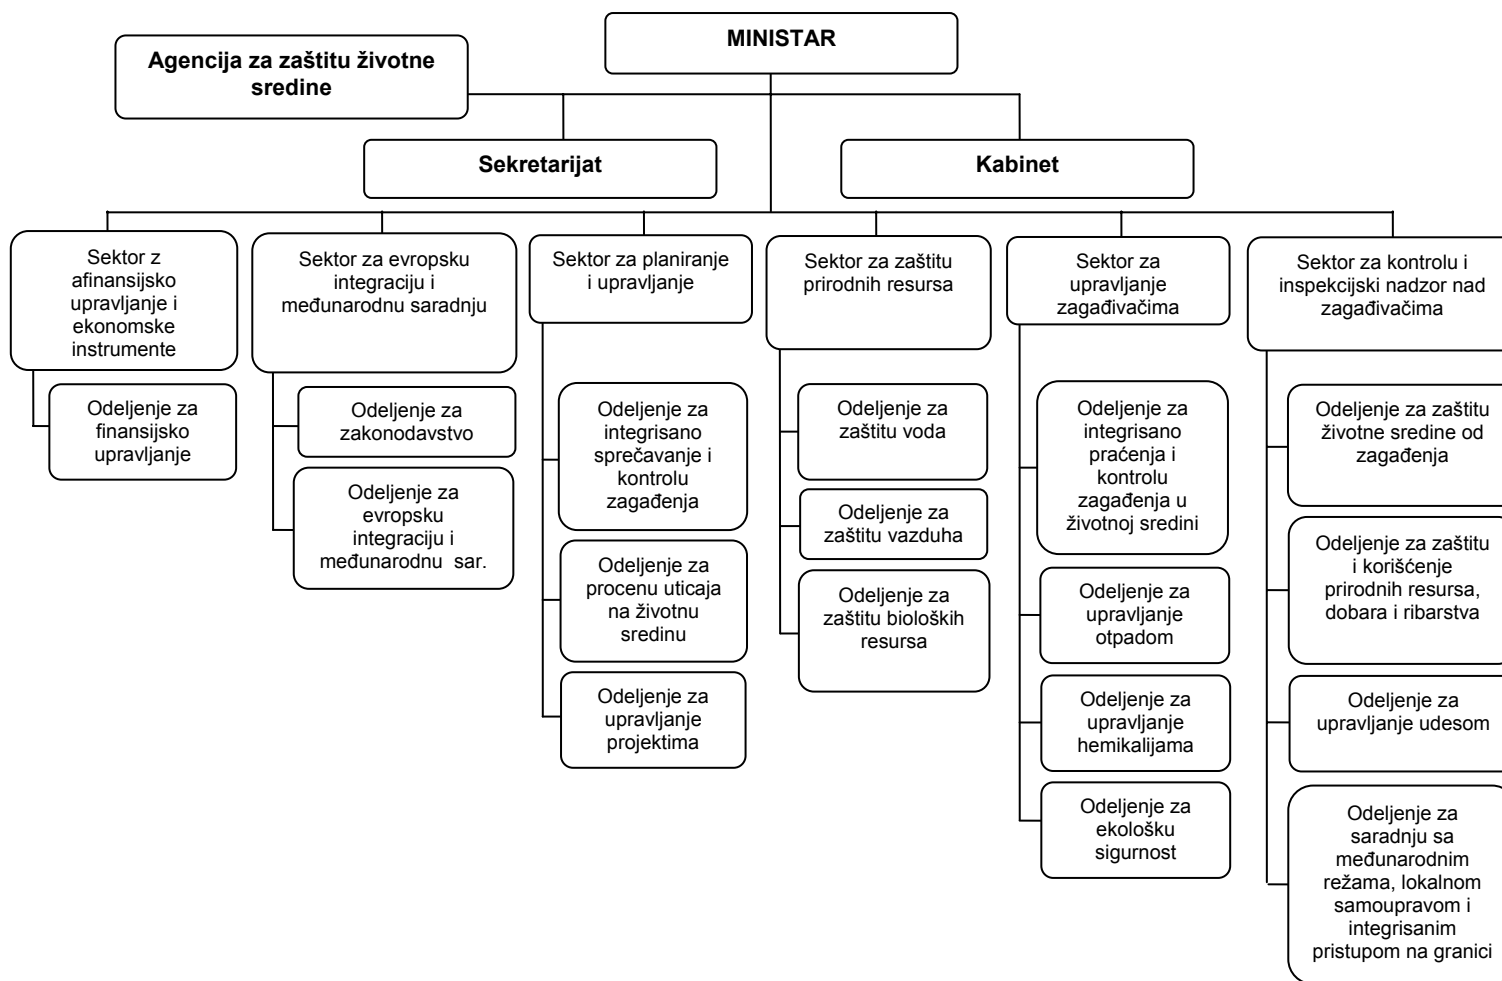 MINISTAR
Agencija za zaštitu životne
sredine
Sekretarijat
Kabinet
Sektor z
afinansijsko
upravljanje i
ekonomske
instrumente
Odeljenje za
finansijsko
upravljanje
Sektor za evropsku
integraciju i
međunarodnu saradnju
Odeljenje za
zakonodavstvo
Odeljenje za
evropsku
integraciju i
međunarodnu sar.
Sektor za planiranje
i upravljanje
Odeljenje za
integrisano
sprečavanje i
kontrolu
zagađenja
Odeljenje za
procenu uticaja
na životnu
sredinu
Odeljenje za
upravljanje
projektima
Sektor za zaštitu
prirodnih resursa
Odeljenje za
zaštitu voda
Odeljenje za
zaštitu vazduha
Odeljenje za
zaštitu bioloških
resursa
Sektor za
upravljanje
zagađivačima
Odeljenje za
integrisano
praćenja i
kontrolu
zagađenja u
životnoj sredini
Odeljenje za
upravljanje
otpadom
Odeljenje za
upravljanje
hemikalijama
Odeljenje za
ekološku
sigurnost
Sektor za kontrolu i
inspekcijski nadzor nad
zagađivačima
Odeljenje za zaštitu
životne sredine od
zagađenja
Odeljenje za zaštitu
i korišćenje
prirodnih resursa,
dobara i ribarstva
Odeljenje za
upravljanje udesom
Odeljenje za
saradnju sa
međunarodnim
režama, lokalnom
samoupravom i
integrisanim
pristupom na granici